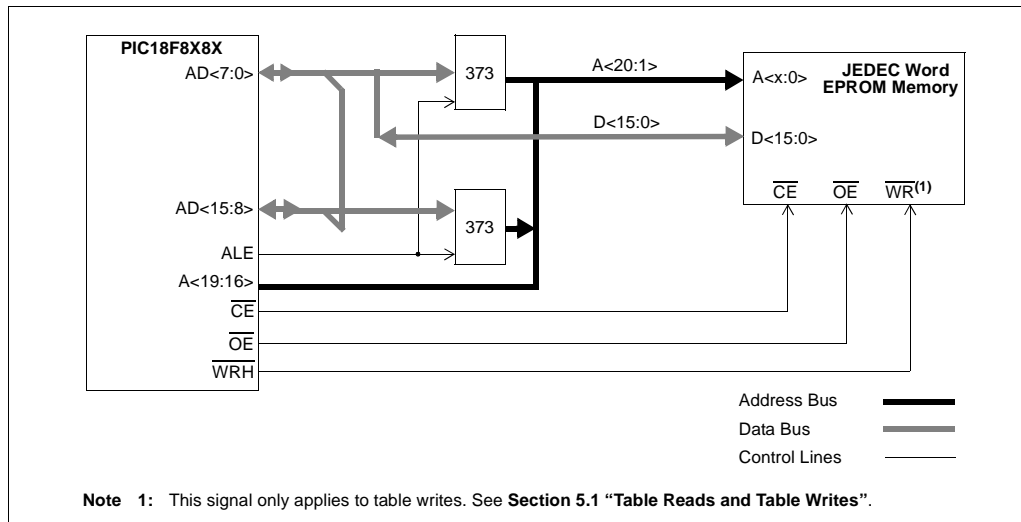 PIC18F8X8X
AD<7:0>
373
A<20:1>
A<x:0>
JEDEC Word
EPROM Memory
D<15:0>
D<15:0>
CE
OE
WR(1)
AD<15:8>
373
ALE
A<19:16>
CE
OE
WRH
Address Bus
Data Bus
Control Lines
Note 1: This signal only applies to table writes. See Section 5.1 “Table Reads and Table Writes”.